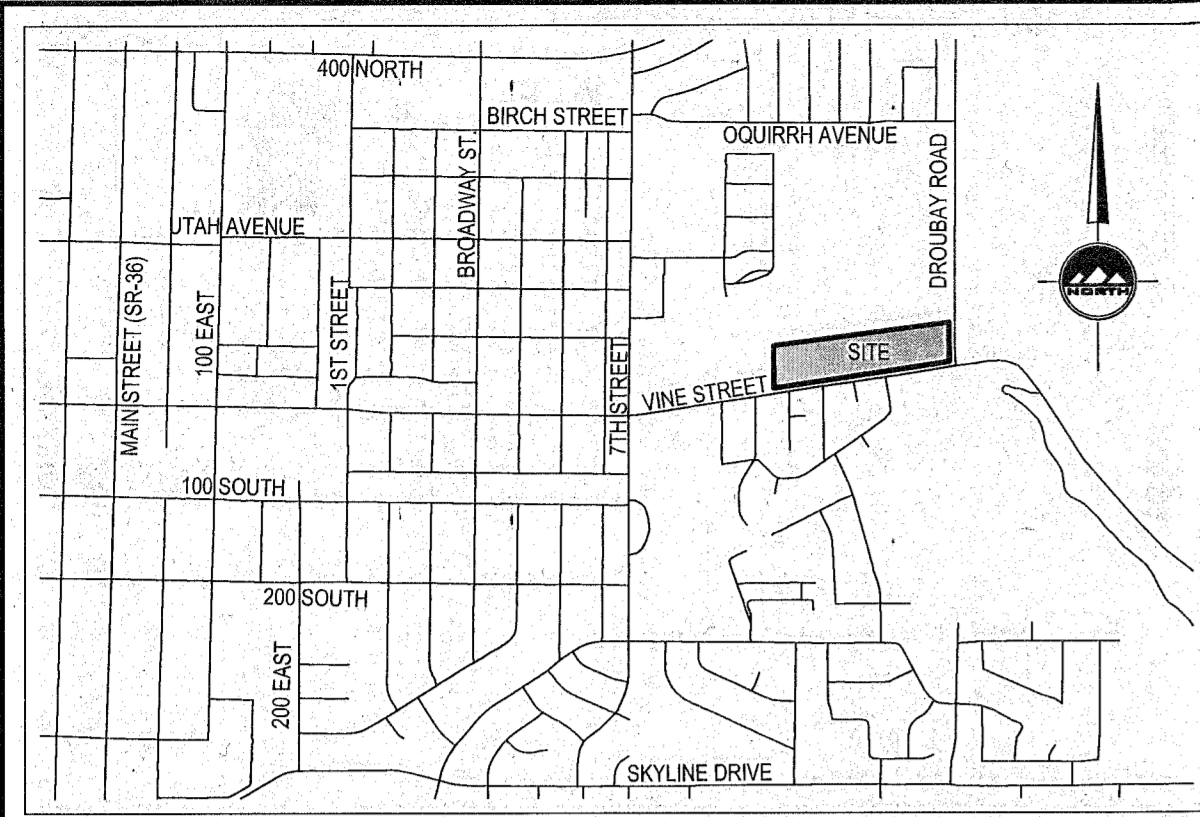 400 NORTH
BIRCH STREET
OQUIRRH AVENUE
BROADWAY ST.
DROUBAY ROAD
UTAH AVENUE
MAIN STREET (SR-36)
100 EAST
1ST STREET
NORTH
SITE
VINE STREET
7TH STREET
100 SOUTH
200 SOUTH
200 EAST
SKYLINE DRIVE